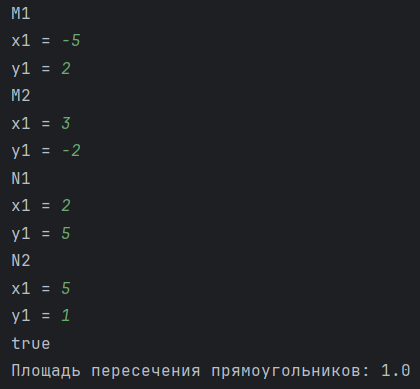 M1
x1 = -5
y1 = 2
M2
x1 = 3
y1 = -2
N1
x1 = 2
y1 = 5
N2
x1 = 5
y1 = 1
true
Площадь пересечения прямоугольников: 1.0